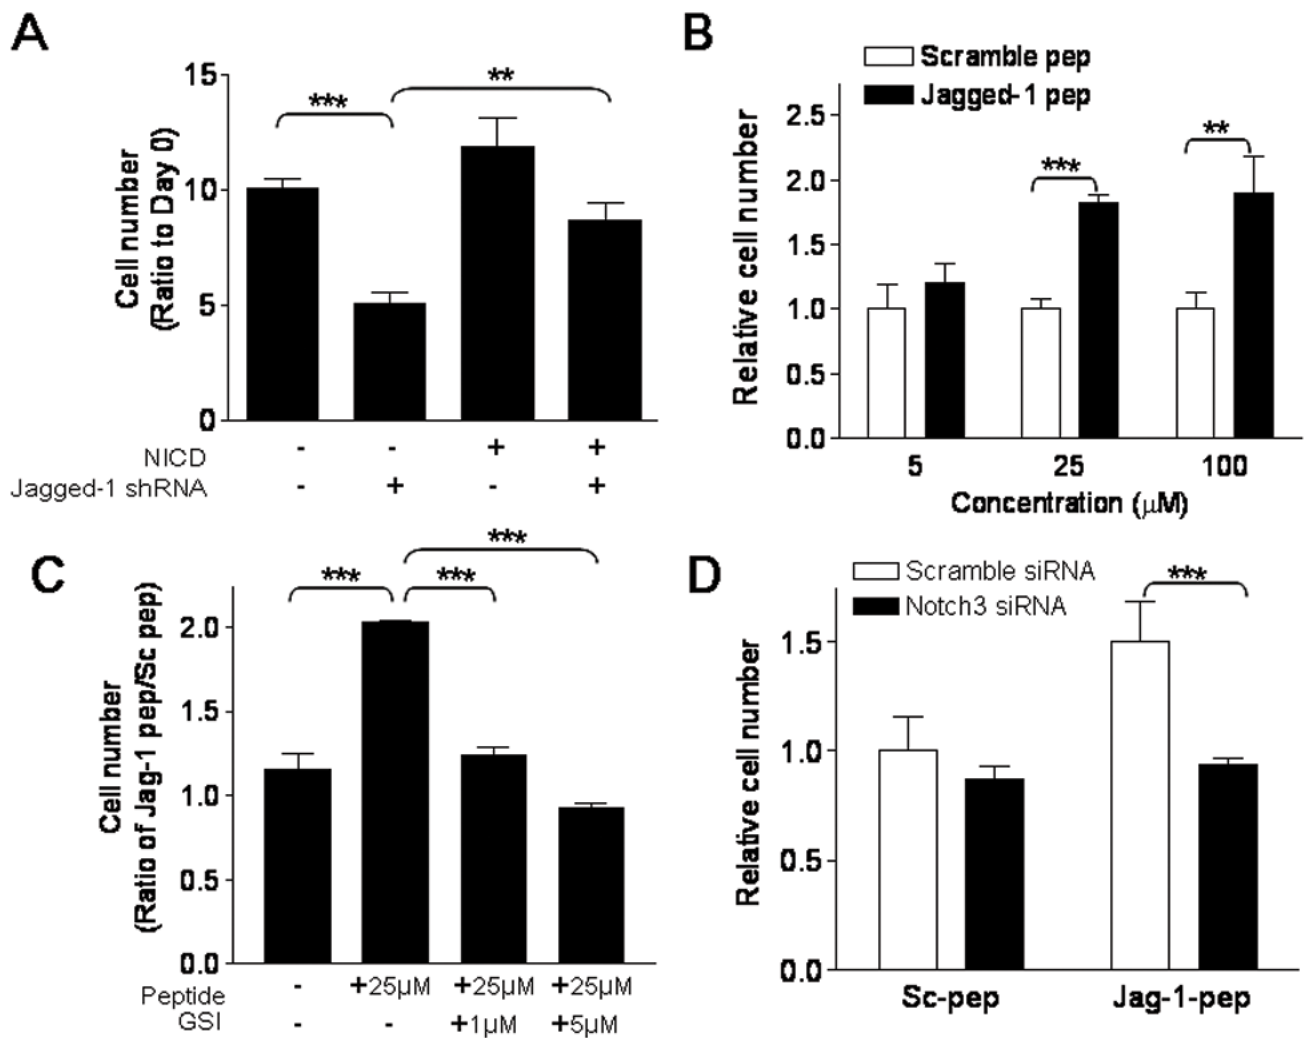 A
Cell number
(Ratio to Day 0)
15
10
5
0
***
**
NICD - - + +
Jagged-1 shRNA - + - +
B
Scramble pep
Jagged-1 pep
Relative cell number
2.5
2.0
1.5
1.0
0.5
0.0
***
**
5 25 100
Concentration (µM)
C
Cell number
(Ratio of Jag-1 pep/Sc pep)
2.0
1.5
1.0
0.5
0.0
***
***
***
Peptide - +25µM +25µM +25µM
GSI - - +1µM +5µM
D
Scramble siRNA
Notch3 siRNA
Relative cell number
1.5
1.0
0.5
0.0
***
Sc-pep Jag-1-pep